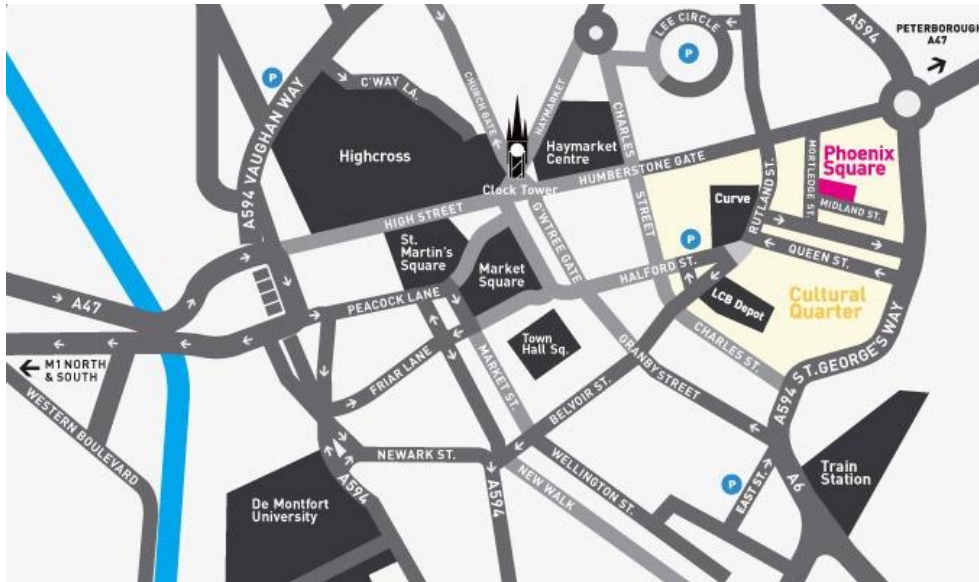 A594
PETERBOROUGH
A47
LEE CIRCLE
P
P
C'WAY LA.
CHURCH GATE
HAYMARKET
CHARLES
STREET
A594 VAUGHAN WAY
Highcross
Haymarket
Centre
HUMBERSTONE GATE
Clock Tower
RUTLAND ST.
MORTLEDGE ST.
Phoenix
Square
MIDLAND ST.
HIGH STREET
G'WTREE GATE
Curve
P
St.
Martin's
Square
Market
Square
HALFORD ST.
QUEEN ST.
A47
PEACOCK LANE
LCB Depot
Cultural
Quarter
M1 NORTH
& SOUTH
FRIAR LANE
MARKET ST.
Town
Hall Sq.
GRANBY STREET
CHARLES ST.
A594 ST.GEORGE'S WAY
WESTERN BOULEVARD
BELVOIR ST.
NEWARK ST.
WELLINGTON ST.
NEW WALK
P
EAST ST.
A6
Train
Station
De Montfort
University
A594
A594